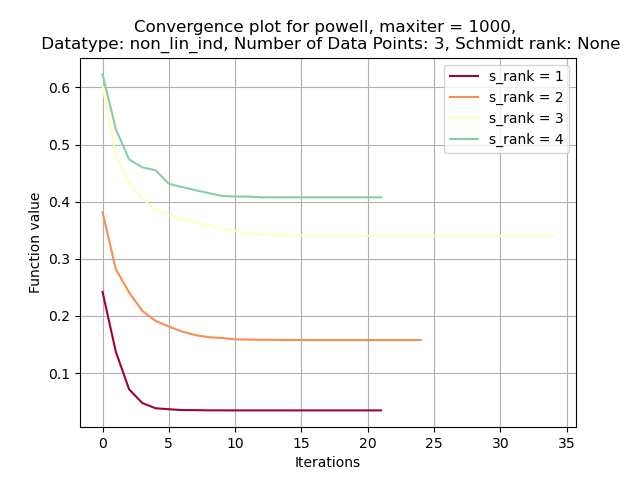 Convergence plot for powell, maxiter = 1000,
Datatype: non_lin_ind, Number of Data Points: 3, Schmidt rank: None
s_rank = 1
s_rank = 2
s_rank = 3
s_rank = 4
Function value
0.6
0.5
0.4
0.3
0.2
0.1
0 5 10 15 20 25 30 35
Iterations